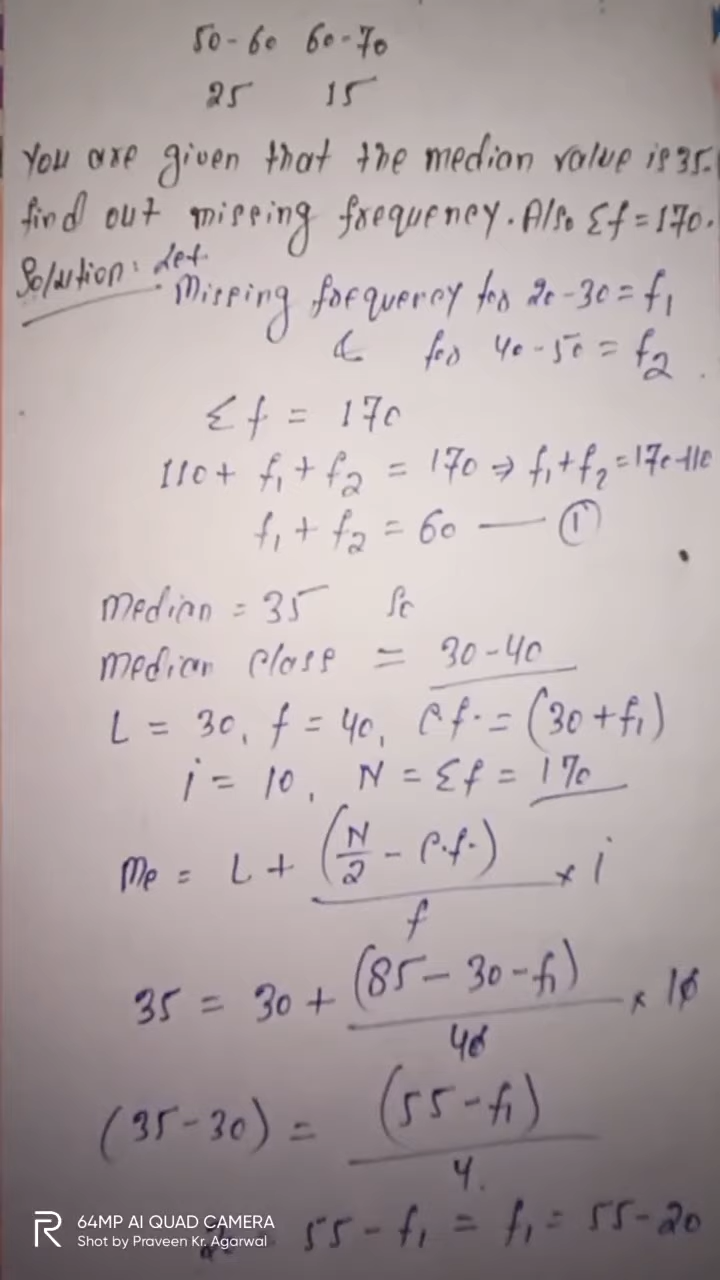 50-60 60-70
25 15
You are given that the median value is 35.
find out missing frequency. Also Σf = 170.
Solution: Let.
Missing frequency for 20-30 = f₁
& for 40-50 = f₂
Σf = 170
110 + f₁ + f₂ = 170 ⇒ f₁ + f₂ = 170-110
f₁ + f₂ = 60 — ①
Median = 35 So
Median class = 30-40
L = 30, f = 40, c.f. = (30 + f₁)
i = 10, N = Σf = 170
Me = L + (N/2 - c.f.)/f × i
35 = 30 + (85 - 30 - f₁)/40 × 10
(35 - 30) = (55 - f₁)/4.
55 - f₁ = f₁ = 55-20
64MP AI QUAD CAMERA
Shot by Praveen Kr. Agarwal